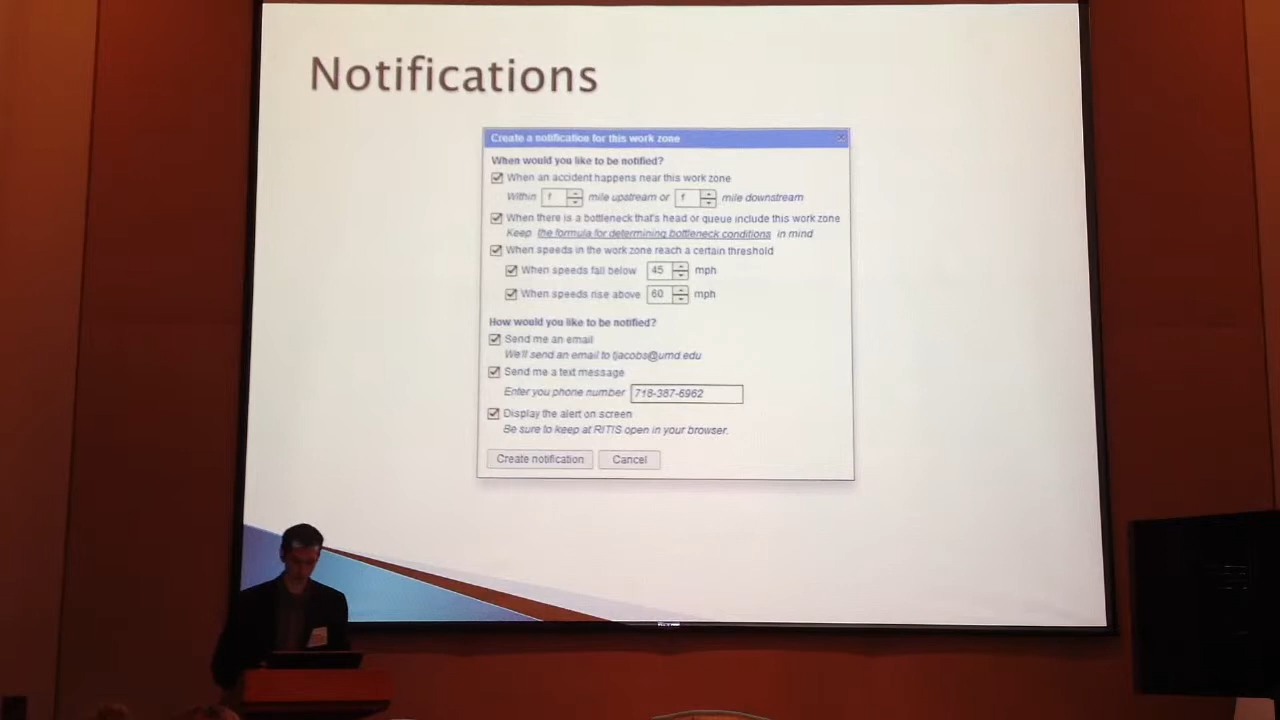 Notifications
Create a notification for this work zone
When would you like to be notified?
When an accident happens near this work zone
Within 1 mile upstream or 1 mile downstream
When there is a bottleneck that's head or queue include this work zone
Keep the formula for determining bottleneck conditions in mind
When speeds in the work zone reach a certain threshold
When speeds fall below 45 mph
When speeds rise above 60 mph
How would you like to be notified?
Send me an email
We'll send an email to tjacobs@umd.edu
Send me a text message
Enter you phone number 718-387-6962
Display the alert on screen
Be sure to keep at RITIS open in your browser.
Create notification Cancel